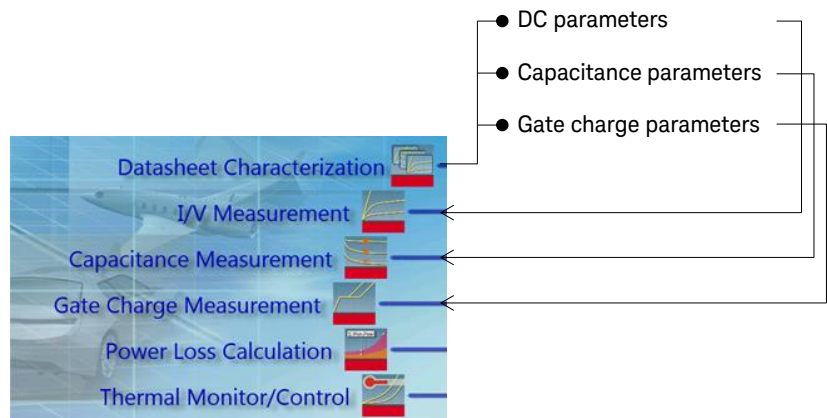 DC parameters
Capacitance parameters
Gate charge parameters
Datasheet Characterization
I/V Measurement
Capacitance Measurement
Gate Charge Measurement
Power Loss Calculation
Thermal Monitor/Control